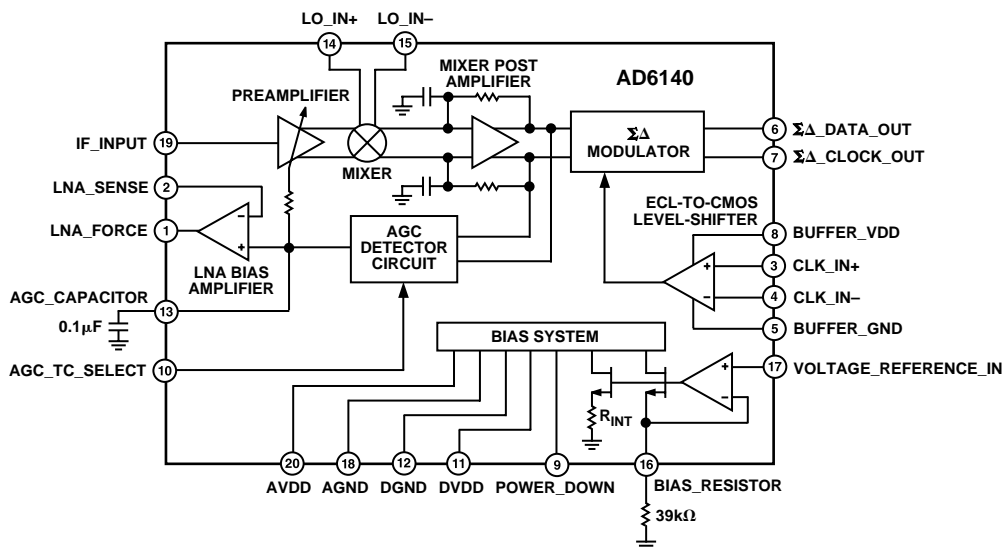 LO_IN+ LO_IN–
14 15
AD6140
MIXER POST
AMPLIFIER
PREAMPLIFIER
IF_INPUT 19
MIXER
ΣΔ
MODULATOR
6 ΣΔ_DATA_OUT
7 ΣΔ_CLOCK_OUT
LNA_SENSE 2
LNA_FORCE 1
–
+
LNA BIAS
AMPLIFIER
AGC
DETECTOR
CIRCUIT
ECL-TO-CMOS
LEVEL-SHIFTER
8 BUFFER_VDD
+ 3 CLK_IN+
– 4 CLK_IN–
5 BUFFER_GND
AGC_CAPACITOR 13
0.1μF
AGC_TC_SELECT 10
BIAS SYSTEM
+
–
17 VOLTAGE_REFERENCE_IN
RINT
20 18 12 11 9 16
AVDD AGND DGND DVDD POWER_DOWN BIAS_RESISTOR
39kΩ